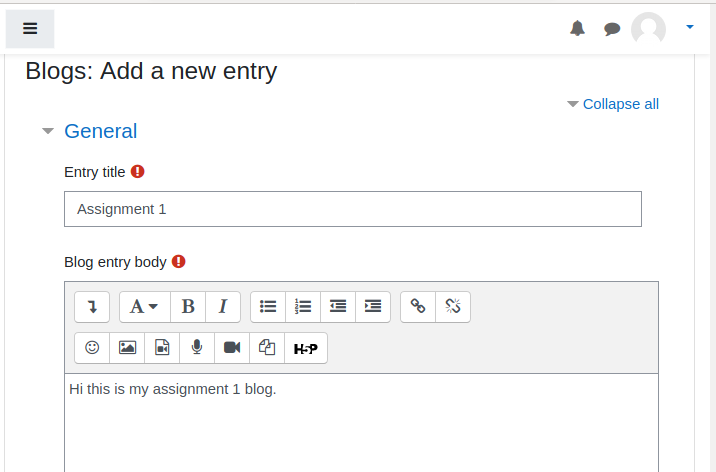 Blogs: Add a new entry
Collapse all
General
Entry title
Assignment 1
Blog entry body
A B I
H5P
Hi this is my assignment 1 blog.